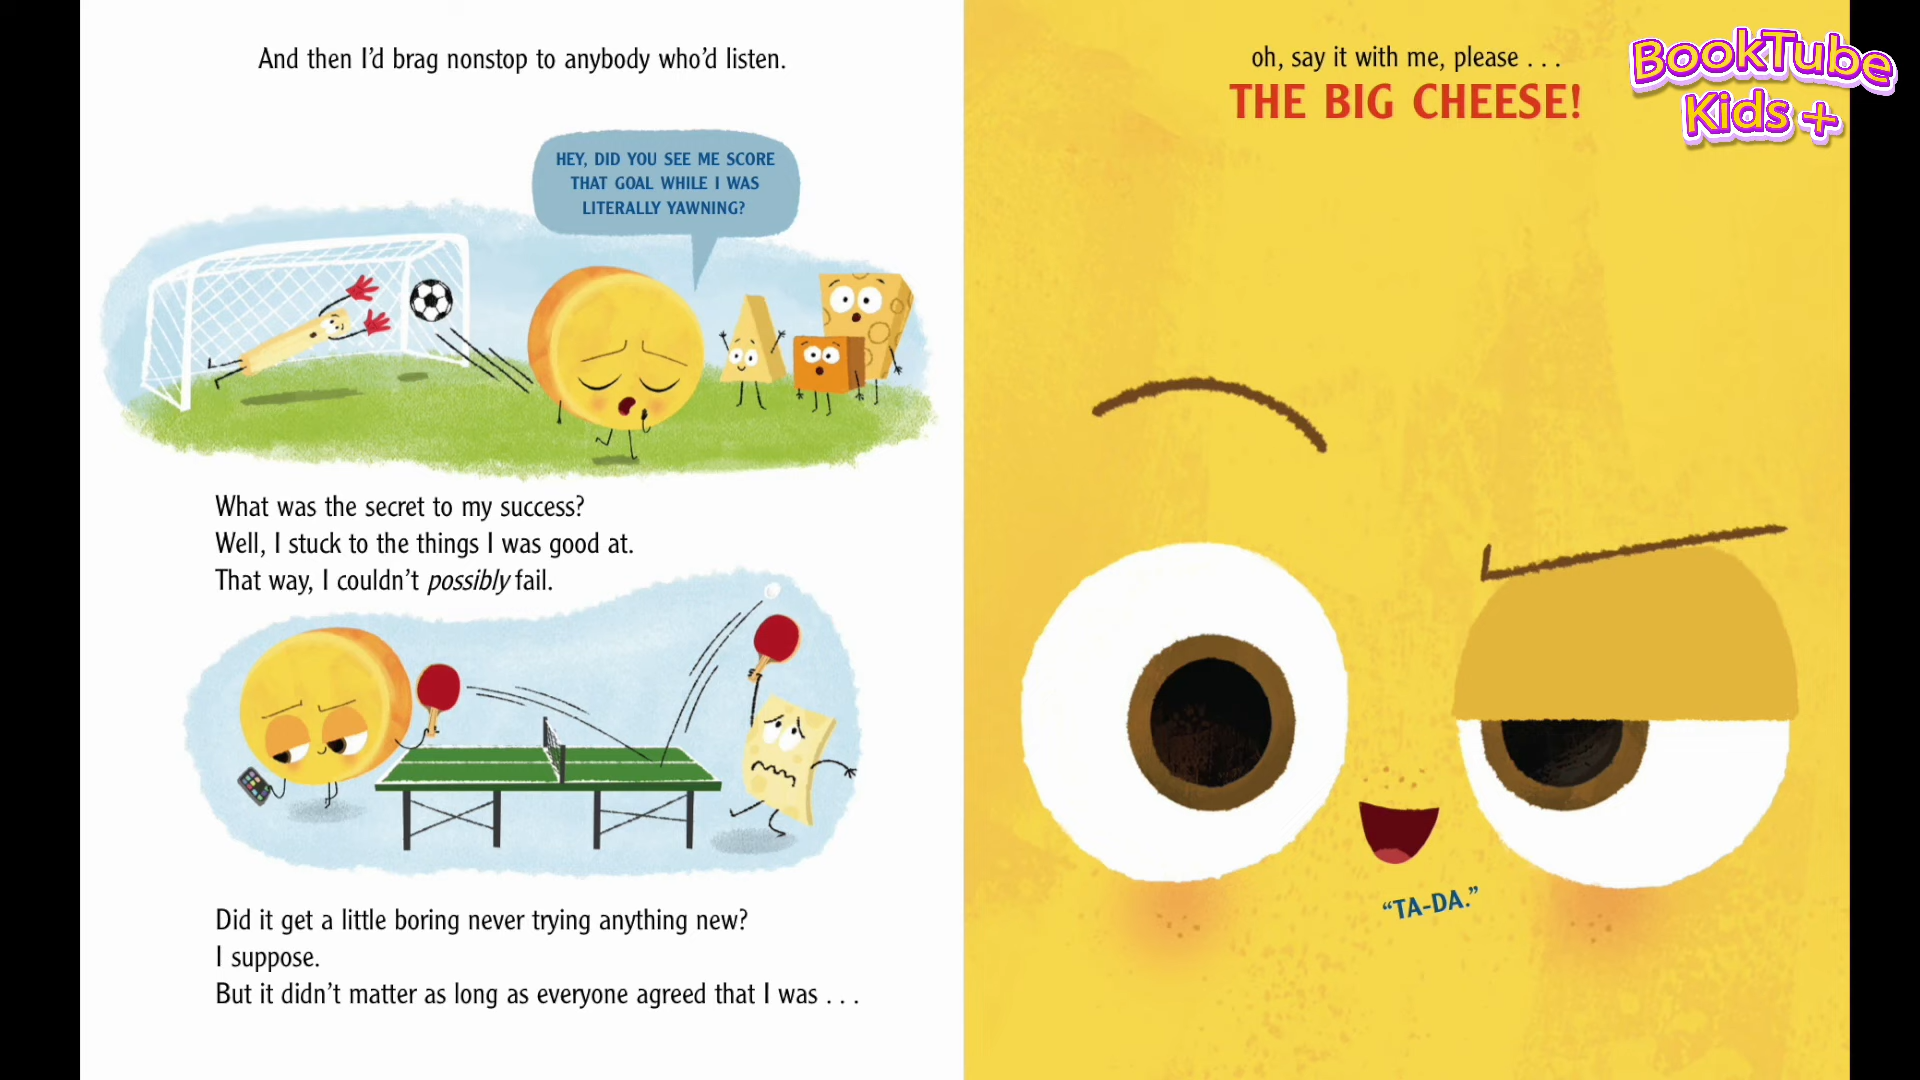 And then I’d brag nonstop to anybody who’d listen.
HEY, DID YOU SEE ME SCORE
THAT GOAL WHILE I WAS
LITERALLY YAWNING?
What was the secret to my success?
Well, I stuck to the things I was good at.
That way, I couldn’t possibly fail.
Did it get a little boring never trying anything new?
I suppose.
But it didn’t matter as long as everyone agreed that I was . . .
oh, say it with me, please . . .
THE BIG CHEESE!
“TA-DA.”
BookTube
Kids +